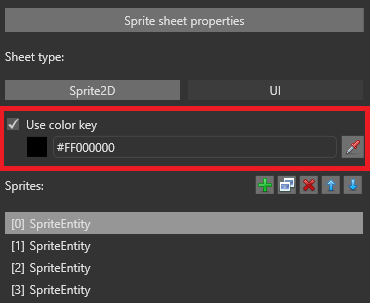 Sprite sheet properties
Sheet type:
Sprite2D UI
Use color key
#FF000000
Sprites:
[0] SpriteEntity
[1] SpriteEntity
[2] SpriteEntity
[3] SpriteEntity